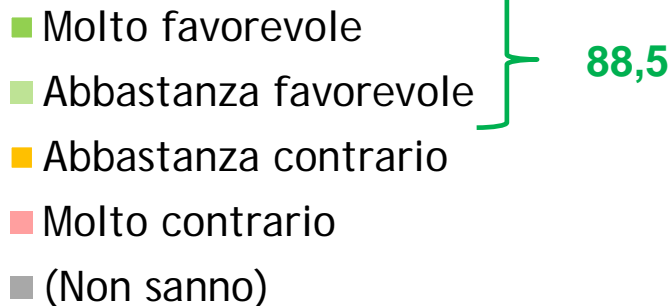 Molto favorevole
88,5
Abbastanza favorevole
Abbastanza contrario
Molto contrario
(Non sanno)